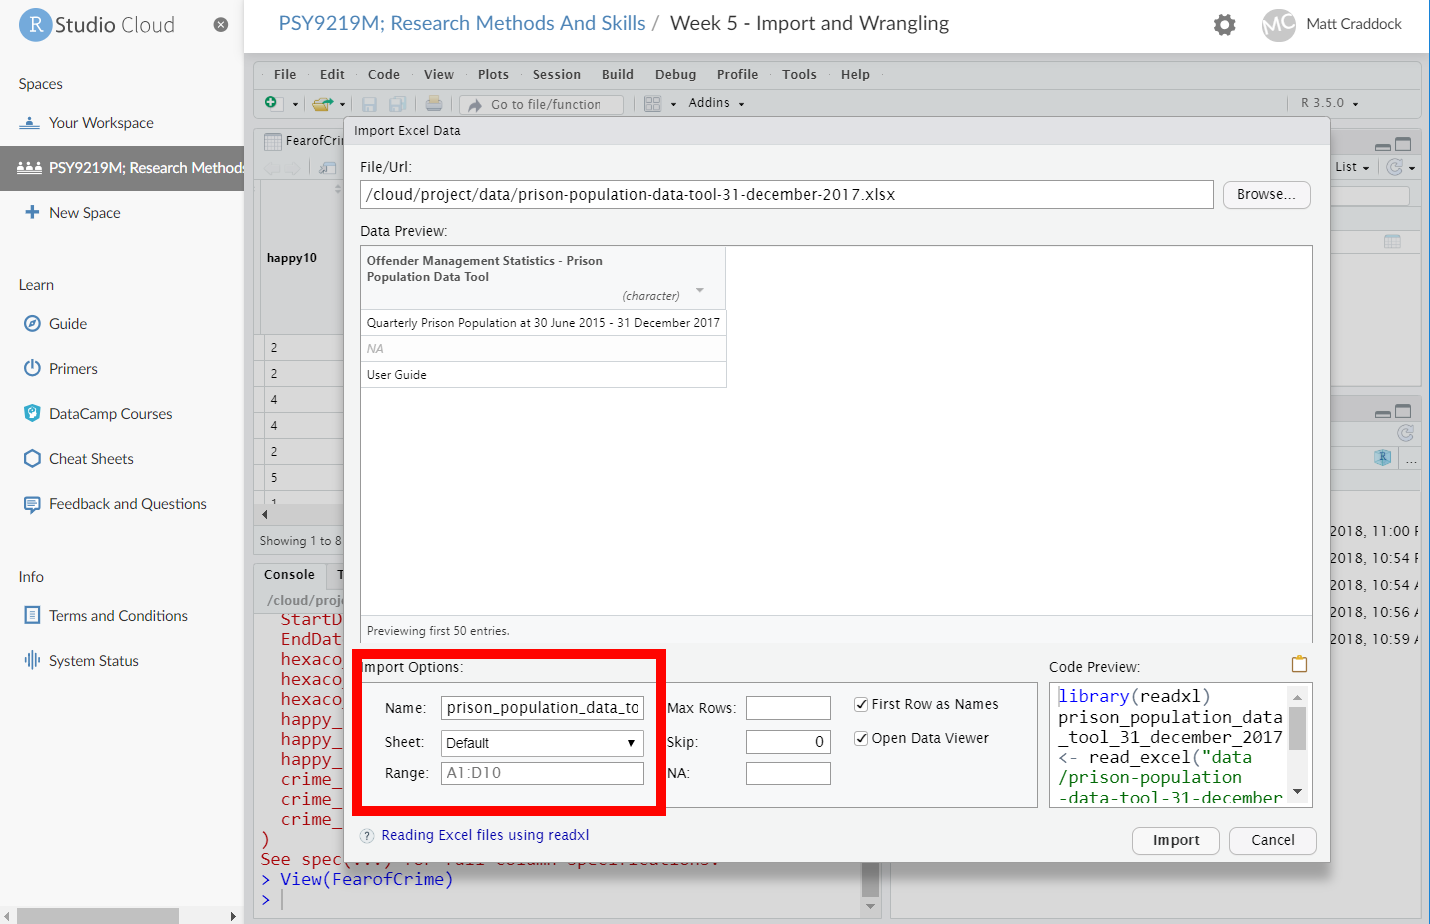 R Studio Cloud
PSY9219M; Research Methods And Skills / Week 5 - Import and Wrangling
MC Matt Craddock
Spaces
Your Workspace
PSY9219M; Research Methods
New Space
Learn
Guide
Primers
DataCamp Courses
Cheat Sheets
Feedback and Questions
Info
Terms and Conditions
System Status
File Edit Code View Plots Session Build Debug Profile Tools Help
Go to file/function Addins R 3.5.0
FearofCri
List
happy10
2
2
4
4
2
5
1
Showing 1 to 8
Import Excel Data
File/Url:
/cloud/project/data/prison-population-data-tool-31-december-2017.xlsx
Browse...
Data Preview:
Offender Management Statistics - Prison
Population Data Tool
(character)
Quarterly Prison Population at 30 June 2015 - 31 December 2017
NA
User Guide
Previewing first 50 entries.
Import Options:
Name: prison_population_data_to
Sheet: Default
Range: A1:D10
Max Rows:
Skip: 0
NA:
First Row as Names
Open Data Viewer
Code Preview:
library(readxl)
prison_population_data
_tool_31_december_2017
<- read_excel("data
/prison-population
-data-tool-31-december
? Reading Excel files using readxl
Import Cancel
Console T
/cloud/proj
StartD
EndDat
hexaco
hexaco
hexaco
happy_
happy_
happy_
crime_
crime_
crime_
)
See spec(...) for full column specifications.
> View(FearofCrime)
>
R ...
2018, 11:00 P
2018, 10:54 P
2018, 10:54 A
2018, 10:56 A
2018, 10:59 A